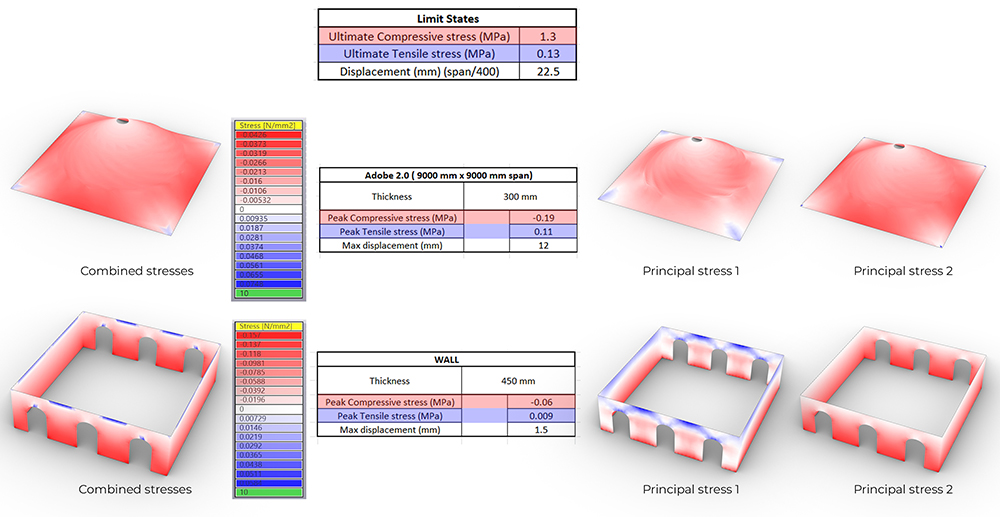 Limit States
Ultimate Compressive stress (MPa) 1.3
Ultimate Tensile stress (MPa) 0.13
Displacement (mm) (span/400) 22.5
Stress [N/mm2]
-0.0426
-0.0373
-0.0319
-0.0266
-0.0213
-0.016
-0.0106
-0.00532
0
0.00935
0.0187
0.0281
0.0374
0.0468
0.0561
0.0655
10
Adobe 2.0 ( 9000 mm x 9000 mm span)
Thickness 300 mm
Peak Compressive stress (MPa) -0.19
Peak Tensile stress (MPa) 0.11
Max displacement (mm) 12
Combined stresses
Principal stress 1
Principal stress 2
Stress [N/mm2]
-0.157
-0.137
-0.118
-0.0981
-0.0785
-0.0588
-0.0392
-0.0196
0
0.00729
0.0146
0.0219
0.0292
0.0365
0.0438
0.0511
10
WALL
Thickness 450 mm
Peak Compressive stress (MPa) -0.06
Peak Tensile stress (MPa) 0.009
Max displacement (mm) 1.5
Combined stresses
Principal stress 1
Principal stress 2